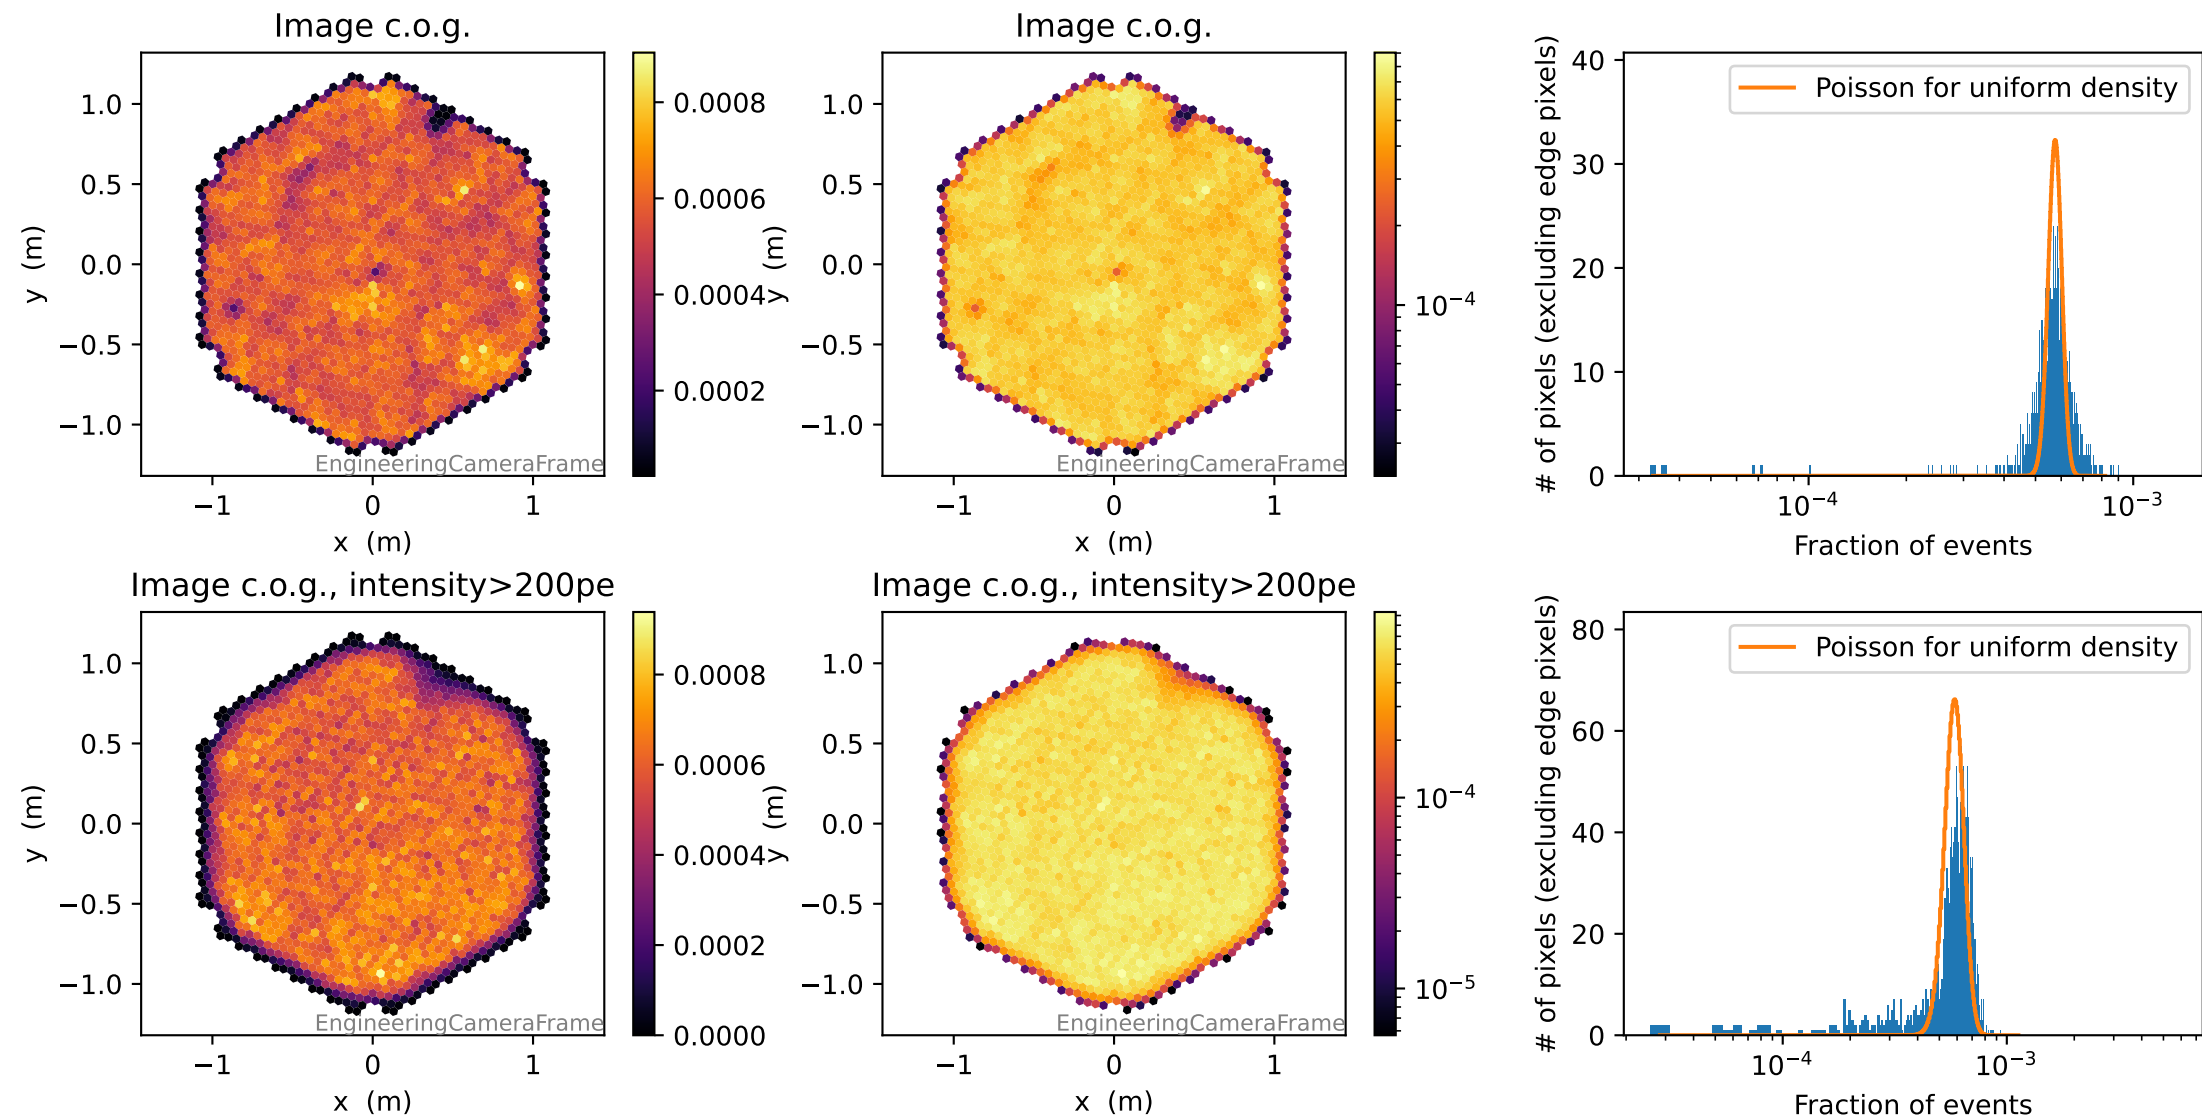 Image c.o.g.
1.0
0.5
0.0
−0.5
−1.0
y (m)
−1
0
1
x (m)
EngineeringCameraFrame
0.0008
0.0006
0.0004
0.0002
Image c.o.g.
1.0
0.5
0.0
−0.5
−1.0
y (m)
−1
0
1
x (m)
EngineeringCameraFrame
10⁻⁴
40
30
20
10
0
# of pixels (excluding edge pixels)
Poisson for uniform density
10⁻⁴
10⁻³
Fraction of events
Image c.o.g., intensity>200pe
1.0
0.5
0.0
−0.5
−1.0
y (m)
−1
0
1
x (m)
EngineeringCameraFrame
0.0008
0.0006
0.0004
0.0002
0.0000
Image c.o.g., intensity>200pe
1.0
0.5
0.0
−0.5
−1.0
y (m)
−1
0
1
x (m)
EngineeringCameraFrame
10⁻⁴
10⁻⁵
80
60
40
20
0
# of pixels (excluding edge pixels)
Poisson for uniform density
10⁻⁴
10⁻³
Fraction of events